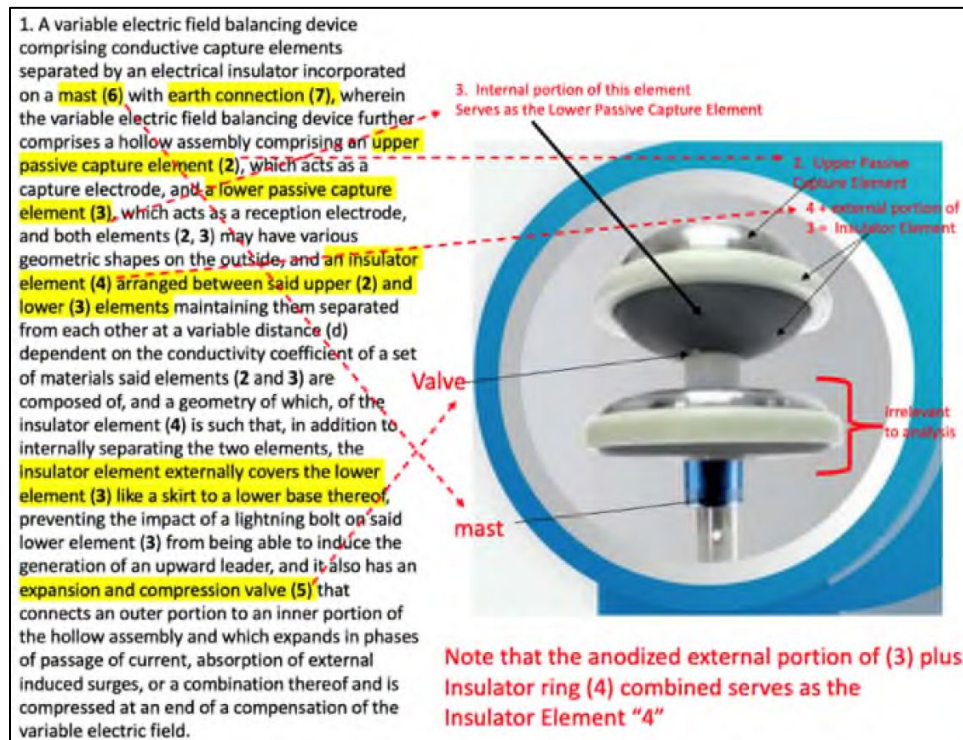 1. A variable electric field balancing device
comprising conductive capture elements
separated by an electrical insulator incorporated
on a mast (6) with earth connection (7), wherein
the variable electric field balancing device further
comprises a hollow assembly comprising an upper
passive capture element (2), which acts as a
capture electrode, and a lower passive capture
element (3), which acts as a reception electrode,
and both elements (2, 3) may have various
geometric shapes on the outside, and an insulator
element (4) arranged between said upper (2) and
lower (3) elements maintaining them separated
from each other at a variable distance (d)
dependent on the conductivity coefficient of a set
of materials said elements (2 and 3) are
composed of, and a geometry of which, of the
insulator element (4) is such that, in addition to
internally separating the two elements, the
insulator element externally covers the lower
element (3) like a skirt to a lower base thereof,
preventing the impact of a lightning bolt on said
lower element (3) from being able to induce the
generation of an upward leader, and it also has an
expansion and compression valve (5) that
connects an outer portion to an inner portion of
the hollow assembly and which expands in phases
of passage of current, absorption of external
induced surges, or a combination thereof and is
compressed at an end of a compensation of the
variable electric field.
3. Internal portion of this element
Serves as the Lower Passive Capture Element
2. Upper Passive
Capture Element
4 + external portion of
3 = Insulator Element
Valve
Irrelevant
to analysis
mast
Note that the anodized external portion of (3) plus
Insulator ring (4) combined serves as the
Insulator Element “4”